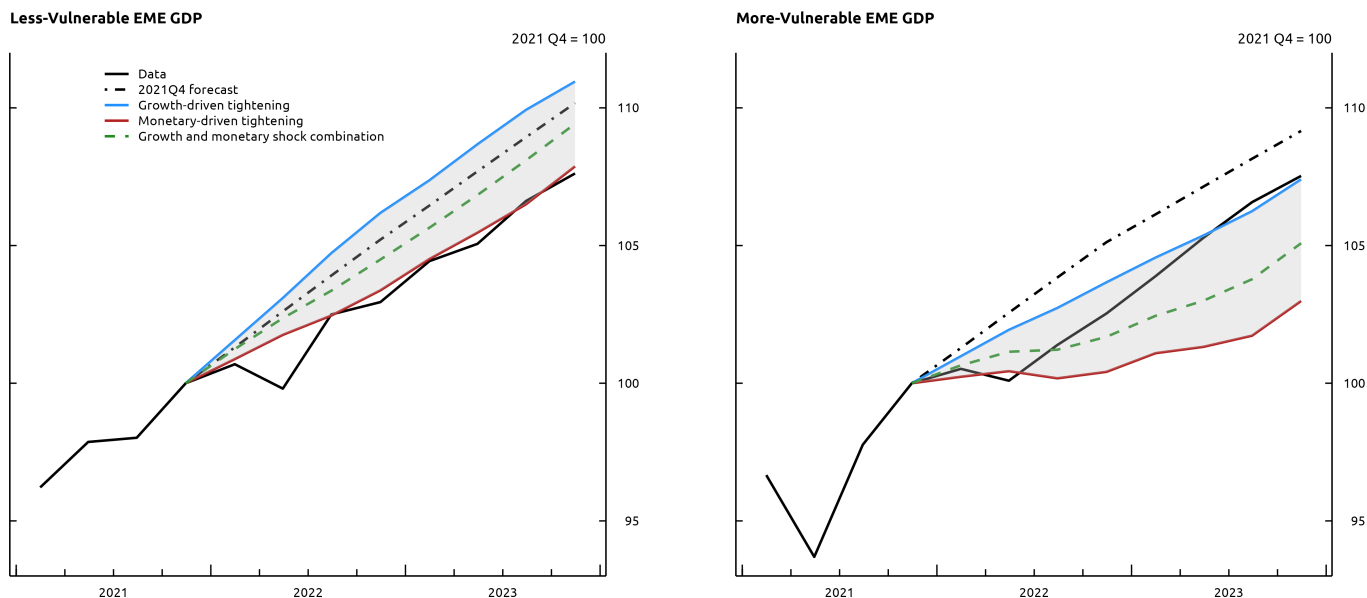 Less-Vulnerable EME GDP
2021 Q4 = 100
Data
2021Q4 forecast
Growth-driven tightening
Monetary-driven tightening
Growth and monetary shock combination
110
105
100
95
2021 2022 2023
More-Vulnerable EME GDP
2021 Q4 = 100
110
105
100
95
2021 2022 2023